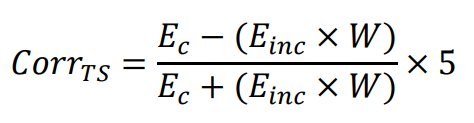 Corr_TS = (E_c − (E_inc × W)) / (E_c + (E_inc × W)) × 5